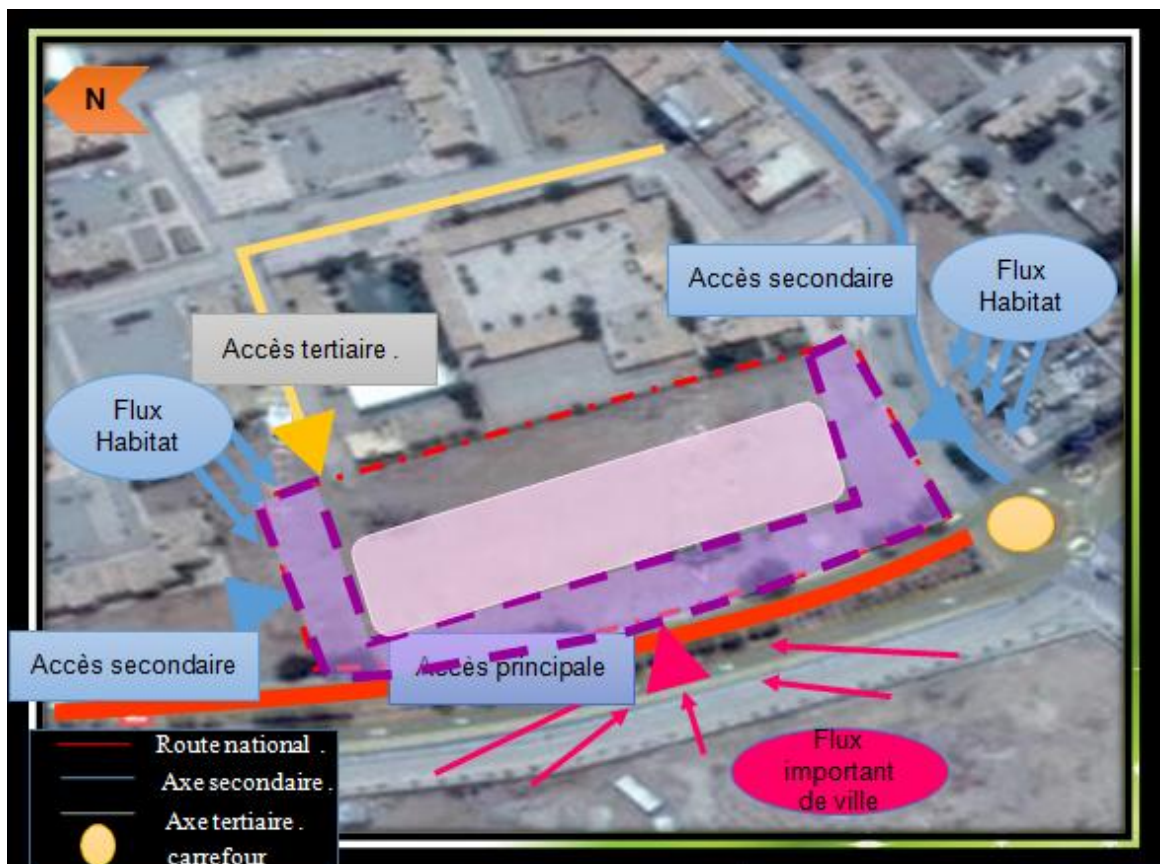 N
Accès secondaire
Flux
Habitat
Accès tertiaire .
Flux
Habitat
Accès secondaire
Accès principale
Flux
important
de ville
Route national .
Axe secondaire .
Axe tertiaire .
carrefour